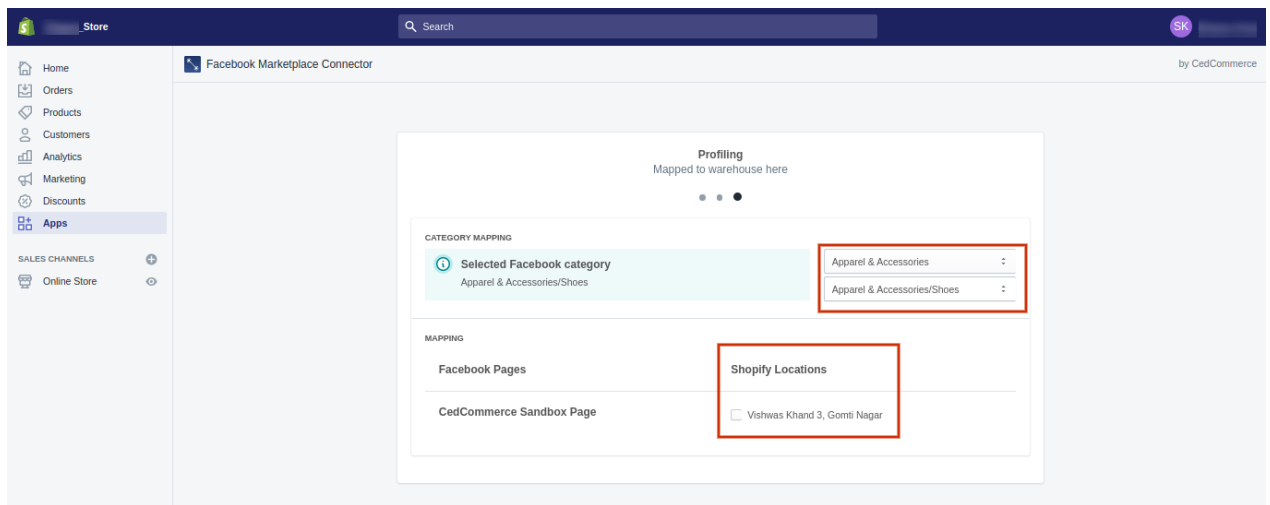 _Store
Search
SK
Facebook Marketplace Connector
by CedCommerce
Home
Orders
Products
Customers
Analytics
Marketing
Discounts
Apps
SALES CHANNELS
Online Store
Profiling
Mapped to warehouse here
CATEGORY MAPPING
Selected Facebook category
Apparel & Accessories/Shoes
Apparel & Accessories
Apparel & Accessories/Shoes
MAPPING
Facebook Pages
Shopify Locations
CedCommerce Sandbox Page
Vishwas Khand 3, Gomti Nagar